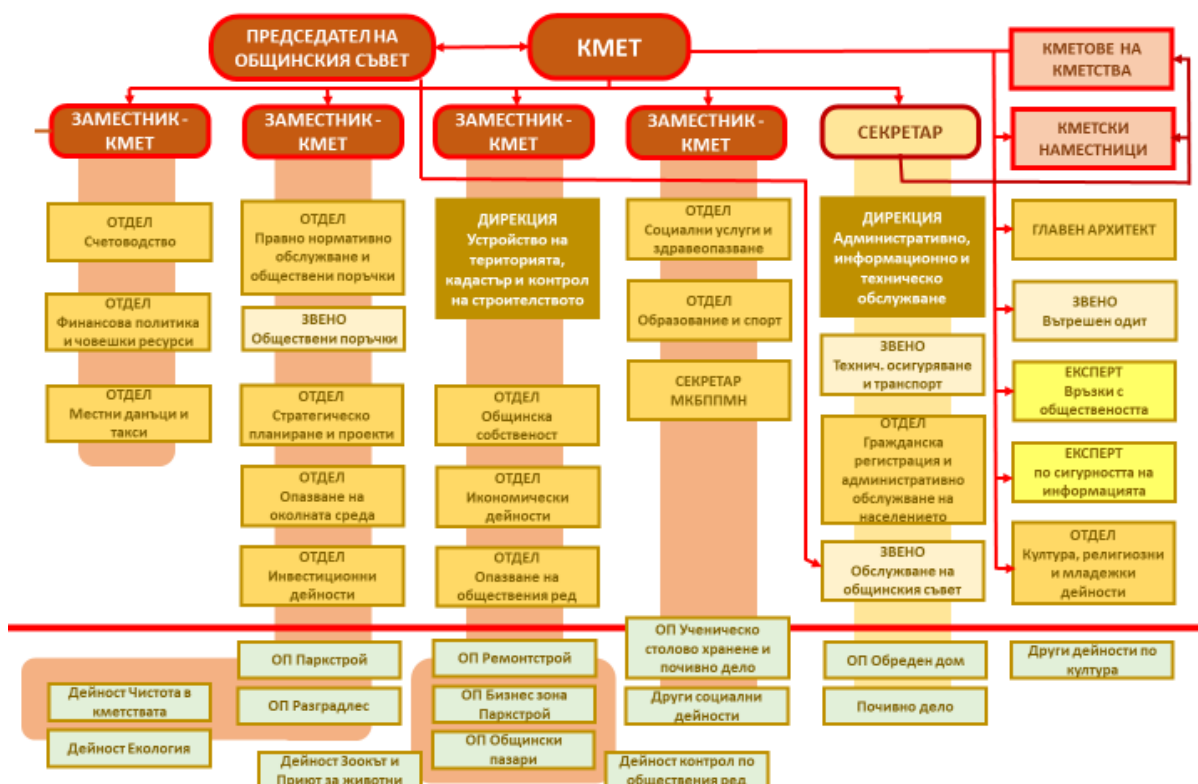 ПРЕДСЕДАТЕЛ НА
ОБЩИНСКИЯ СЪВЕТ
КМЕТ
КМЕТОВЕ НА
КМЕТСТВА
КМЕТСКИ
НАМЕСТНИЦИ
ЗАМЕСТНИК -
КМЕТ
ЗАМЕСТНИК -
КМЕТ
ЗАМЕСТНИК -
КМЕТ
ЗАМЕСТНИК -
КМЕТ
СЕКРЕТАР
ОТДЕЛ
Счетоводство
ОТДЕЛ
Финансова политика
и човешки ресурси
ОТДЕЛ
Местни данъци и
такси
ОТДЕЛ
Правно нормативно
обслужване и
обществени поръчки
ЗВЕНО
Обществени поръчки
ОТДЕЛ
Стратегическо
планиране и проекти
ОТДЕЛ
Опазване на
околната среда
ОТДЕЛ
Инвестиционни
дейности
ДИРЕКЦИЯ
Устройство на
територията,
кадастър и контрол
на строителството
ОТДЕЛ
Общинска
собственост
ОТДЕЛ
Икономически
дейности
ОТДЕЛ
Опазване на
обществения ред
ОТДЕЛ
Социални услуги и
здравеопазване
ОТДЕЛ
Образование и спорт
СЕКРЕТАР
МКБППМН
ДИРЕКЦИЯ
Административно,
информационно и
техническо
обслужване
ЗВЕНО
Технич. осигуряване
и транспорт
ОТДЕЛ
Гражданска
регистрация и
административно
обслужване на
населението
ЗВЕНО
Обслужване на
общинския съвет
ГЛАВЕН АРХИТЕКТ
ЗВЕНО
Вътрешен одит
ЕКСПЕРТ
Връзки с
обществеността
ЕКСПЕРТ
по сигурността на
информацията
ОТДЕЛ
Култура, религиозни
и младежки
дейности
Дейност Чистота в
кметствата
Дейност Екология
ОП Паркстрой
ОП Разградлес
Дейност Зоокът и
Приют за животни
ОП Ремонтстрой
ОП Бизнес зона
Паркстрой
ОП Общински
пазари
ОП Ученическо
столово хранене и
почивно дело
Други социални
дейности
Дейност контрол по
обществения ред
ОП Обреден дом
Почивно дело
Други дейности по
култура